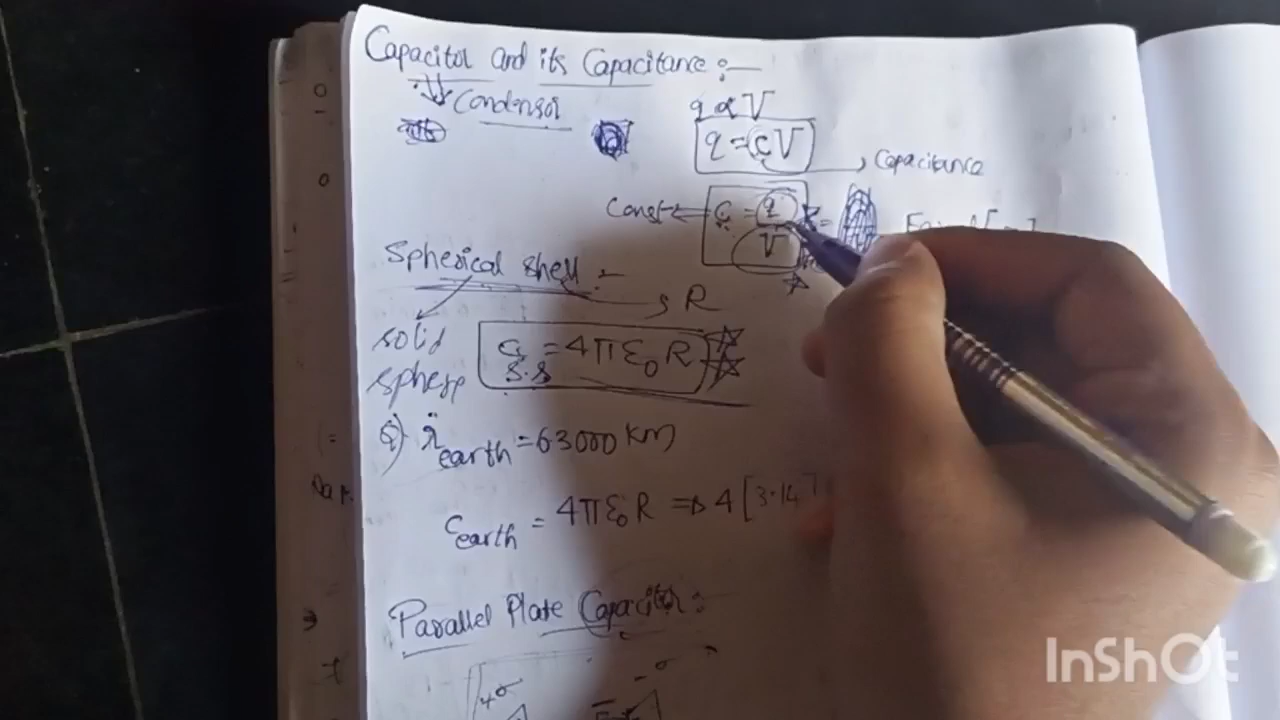 Capacitor and its Capacitance :-
Condensor
q α V
q = CV
Capacitance
Const ← C = q/V =
Spherical shell :-
R
solid
sphere
C s.s = 4πε₀R
Q) r earth = 63000 km
C earth = 4πε₀R ⇒ 4[3.14
Parallel Plate Capacitor :
+σ
-σ
InShOt